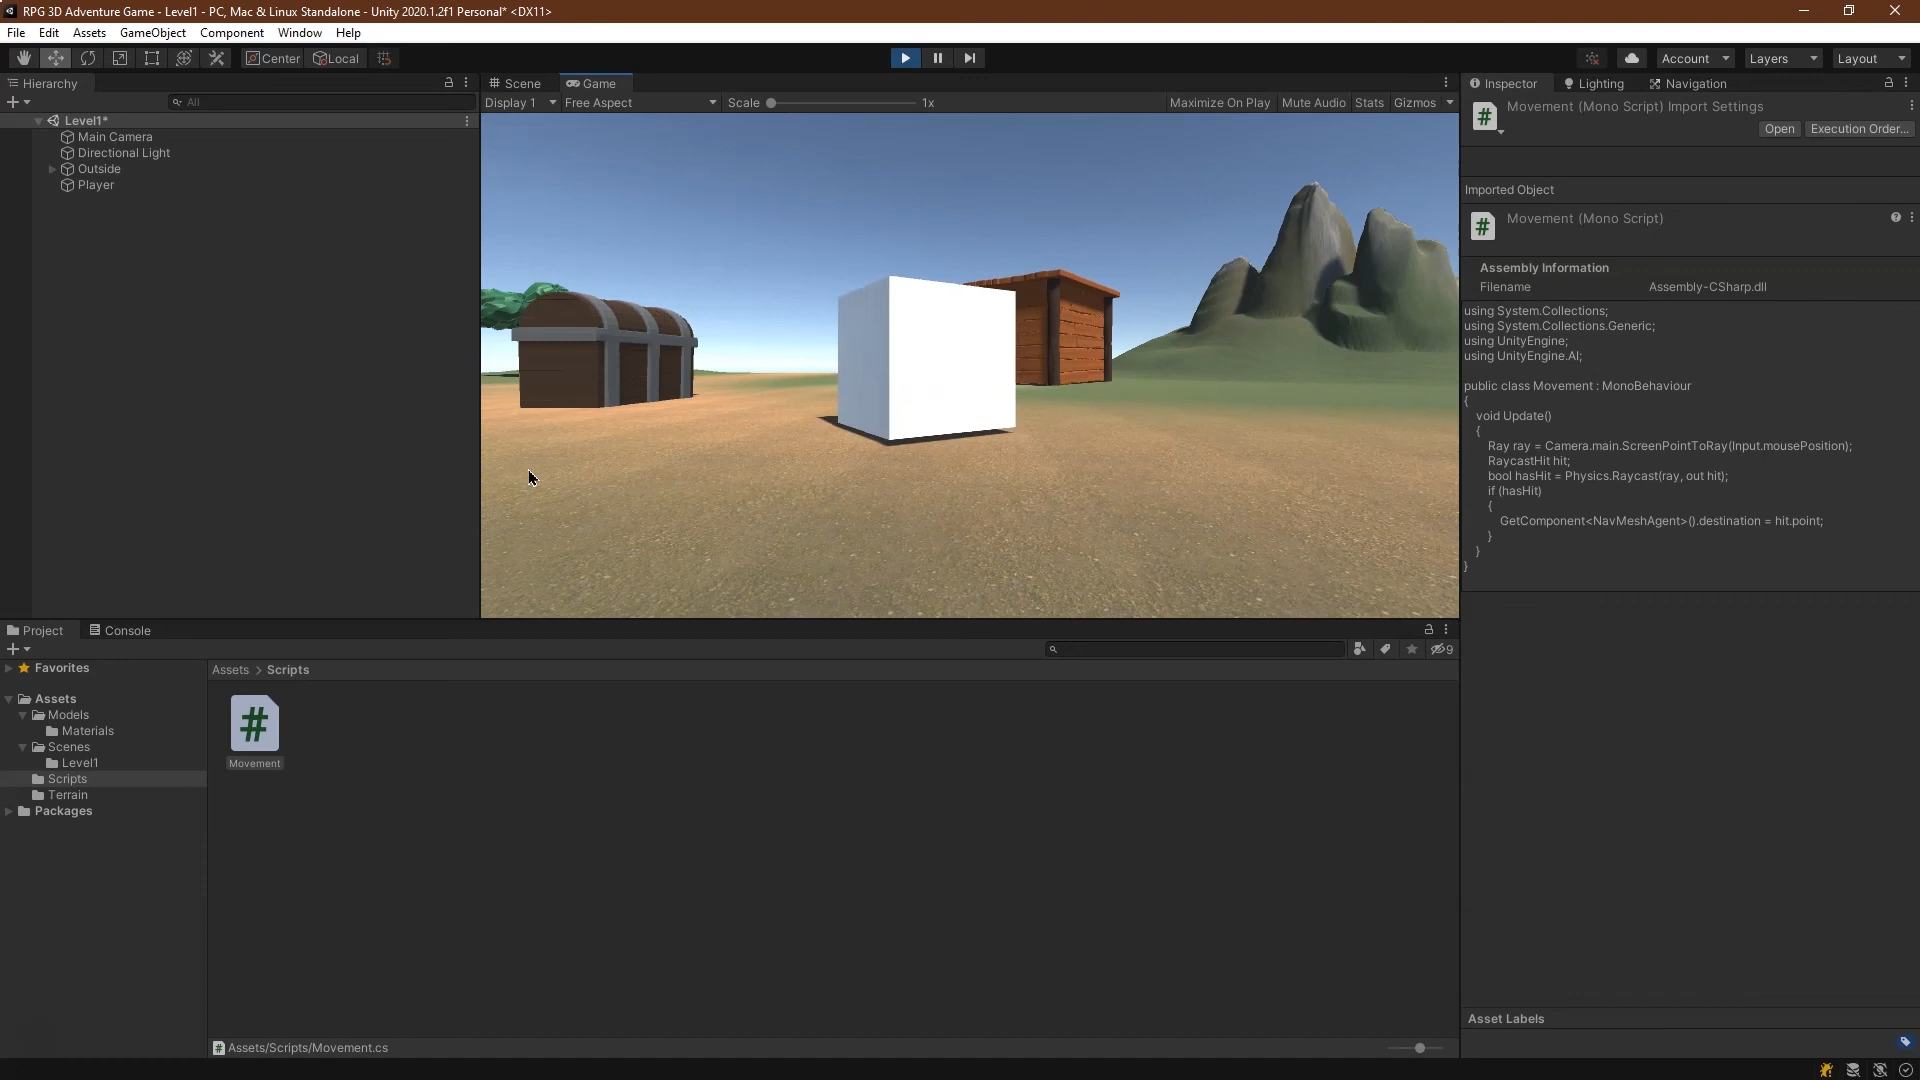 RPG 3D Adventure Game - Level1 - PC, Mac & Linux Standalone - Unity 2020.1.2f1 Personal* <DX11>
File Edit Assets GameObject Component Window Help
Center Local Account Layers Layout
Hierarchy
All
Level1*
Main Camera
Directional Light
Outside
Player
Scene Game
Display 1 Free Aspect Scale 1x Maximize On Play Mute Audio Stats Gizmos
Inspector Lighting Navigation
Movement (Mono Script) Import Settings
Open Execution Order...
Imported Object
Movement (Mono Script)
Assembly Information
Filename Assembly-CSharp.dll
using System.Collections;
using System.Collections.Generic;
using UnityEngine;
using UnityEngine.AI;
public class Movement : MonoBehaviour
{
void Update()
{
Ray ray = Camera.main.ScreenPointToRay(Input.mousePosition);
RaycastHit hit;
bool hasHit = Physics.Raycast(ray, out hit);
if (hasHit)
{
GetComponent<NavMeshAgent>().destination = hit.point;
}
}
}
Project Console
9
Favorites
Assets
Models
Materials
Scenes
Level1
Scripts
Terrain
Packages
Assets > Scripts
#
Movement
Assets/Scripts/Movement.cs
Asset Labels